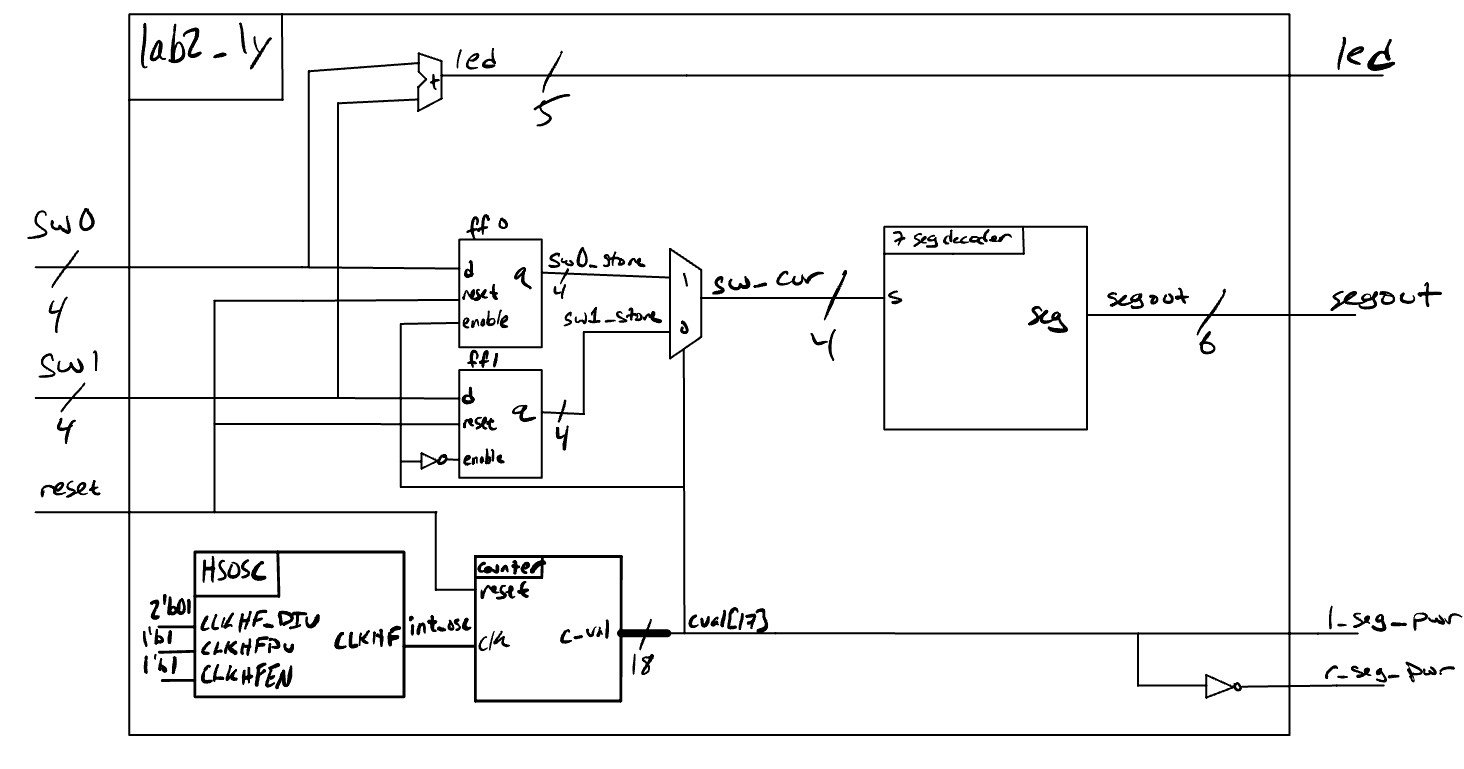 lab2_ly
led
5
led
sw0
4
ff0
d
q
reset
enable
sw0_store
4
sw1_store
1
0
sw_cur
4
7 seg decoder
s
seg
segout
6
segout
sw1
4
ff1
d
q
reset
enable
4
reset
HSOSC
2'b01
CLKHF_DIV
1'b1
CLKHFPU
1'b1
CLKHFEN
CLKHF
int_osc
counter
reset
clk
c_val
18
cval[17]
l_seg_pwr
r_seg_pwr
+